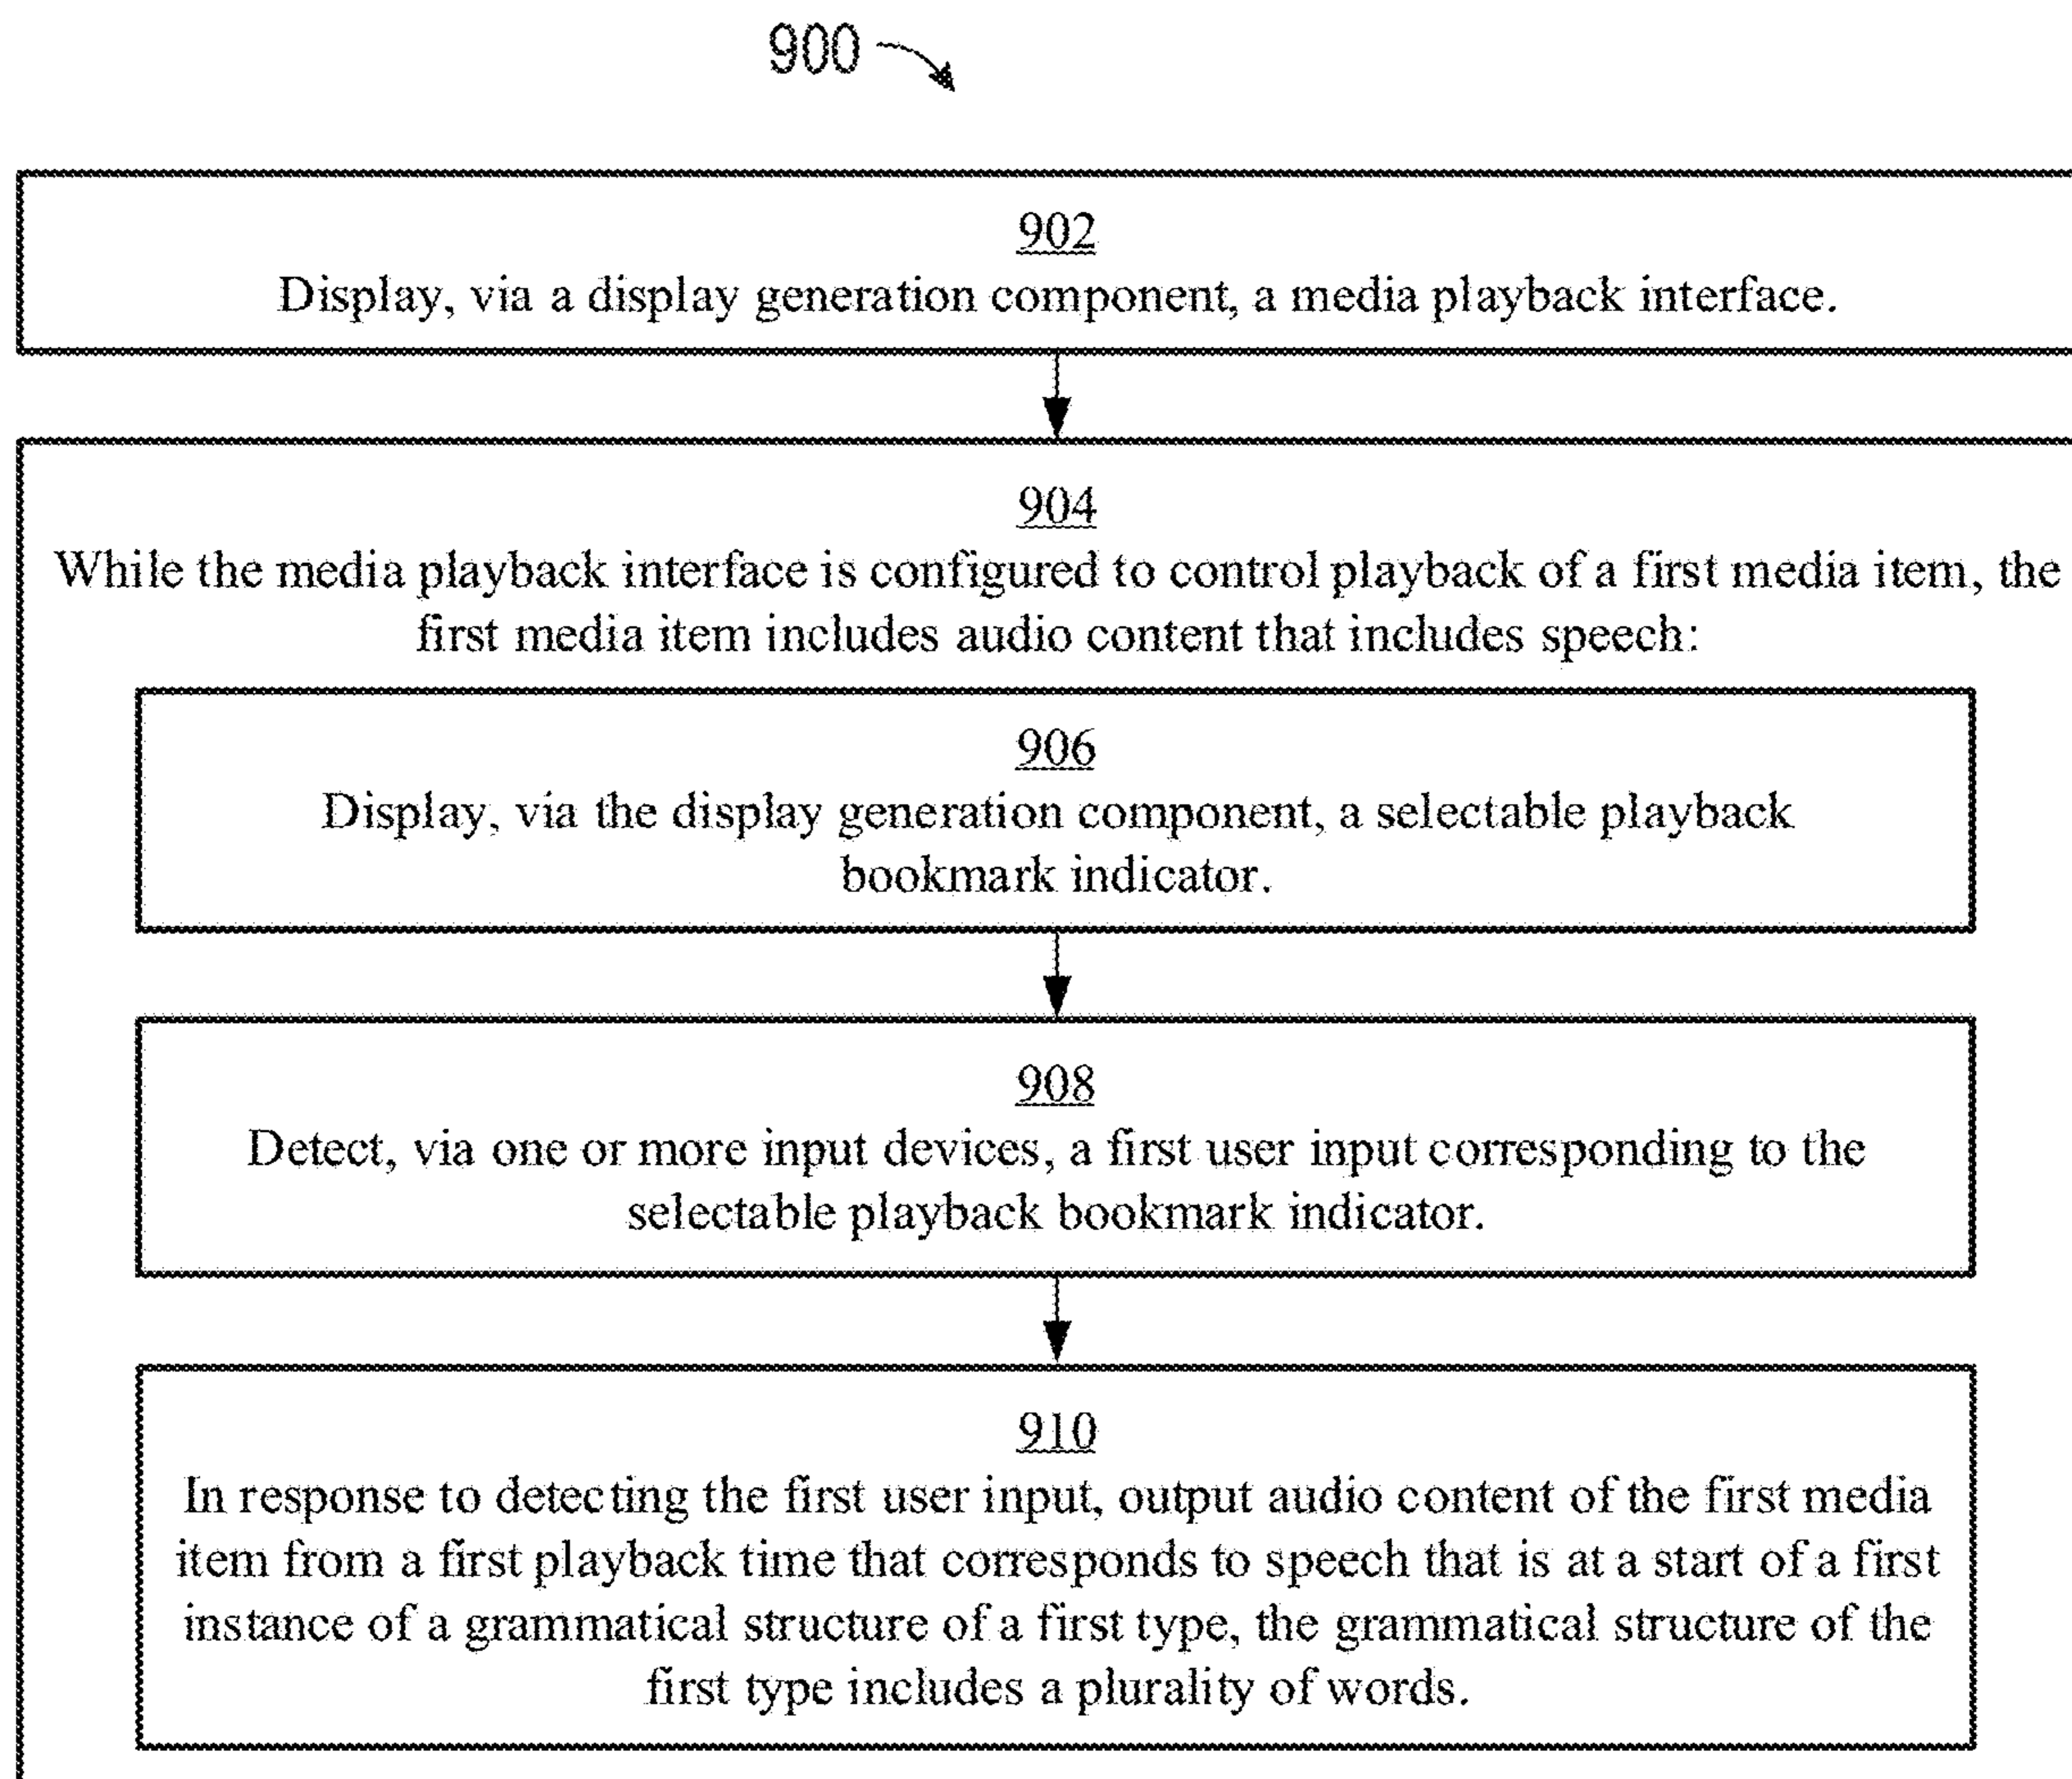 900
902
Display, via a display generation component, a media playback interface.
904
While the media playback interface is configured to control playback of a first media item, the
first media item includes audio content that includes speech:
906
Display, via the display generation component, a selectable playback
bookmark indicator.
908
Detect, via one or more input devices, a first user input corresponding to the
selectable playback bookmark indicator.
910
In response to detecting the first user input, output audio content of the first media
item from a first playback time that corresponds to speech that is at a start of a first
instance of a grammatical structure of a first type, the grammatical structure of the
first type includes a plurality of words.